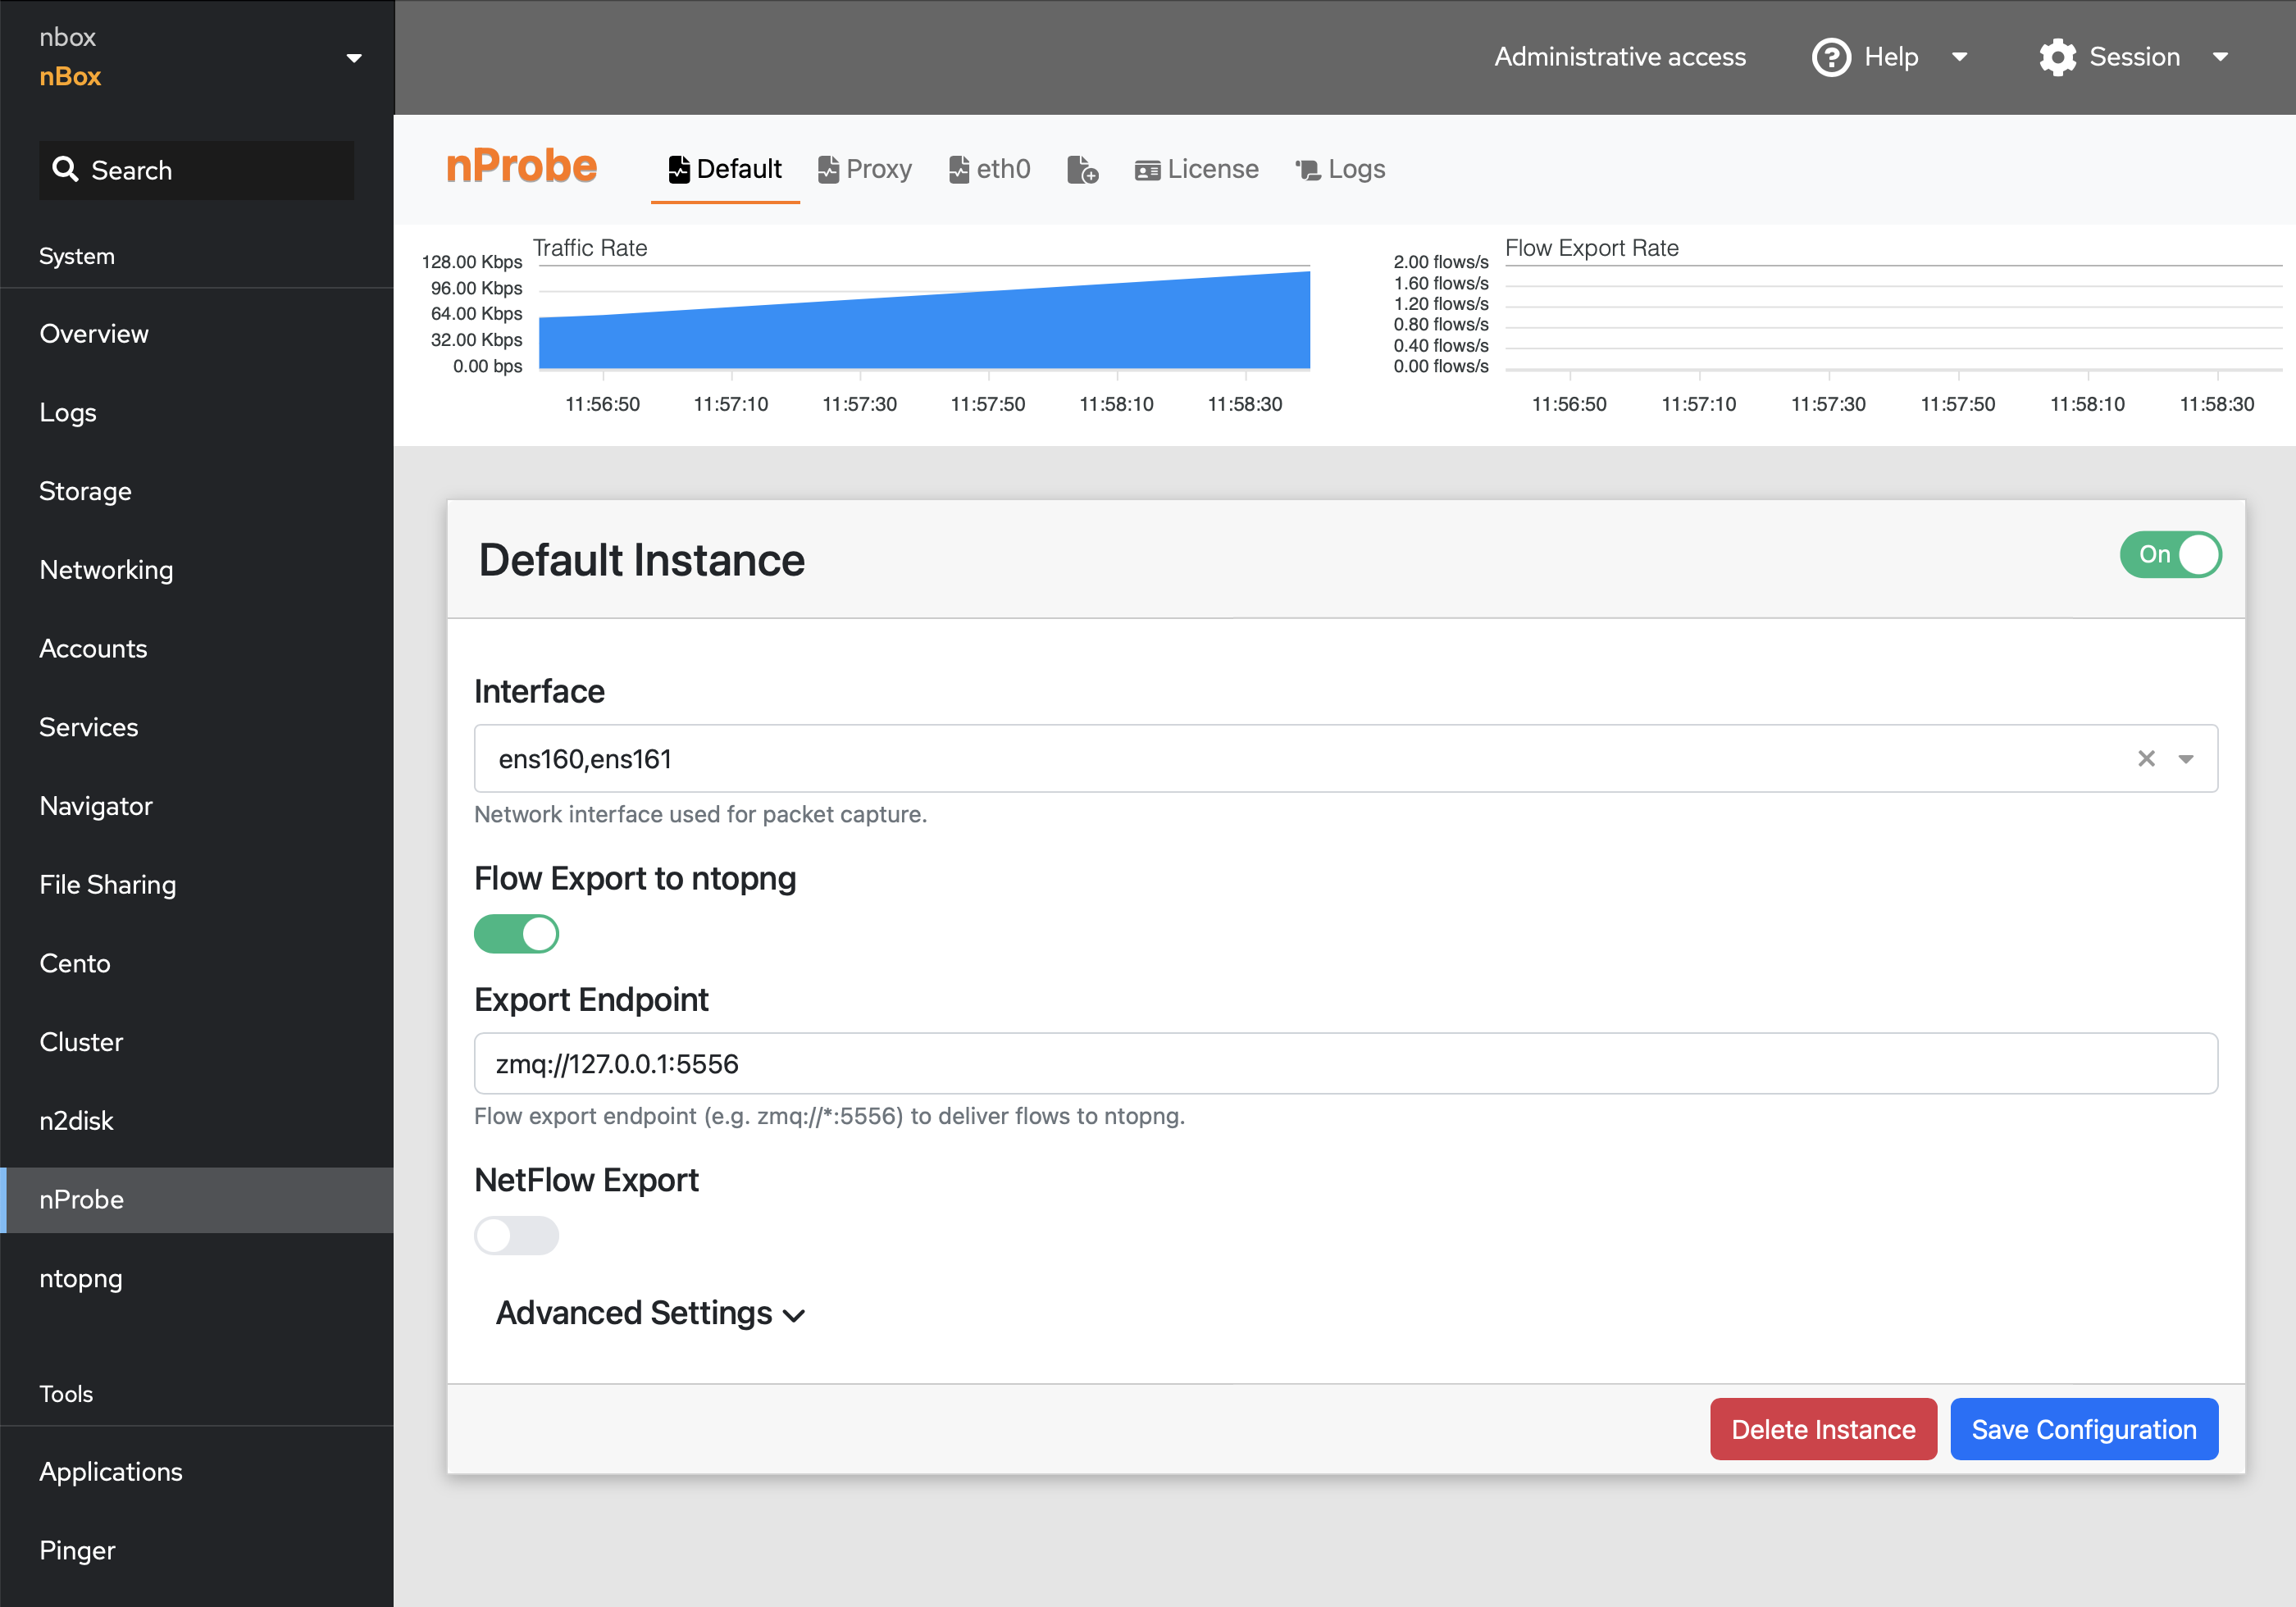 nbox
nBox
Administrative access
Help
Session
Search
System
Overview
Logs
Storage
Networking
Accounts
Services
Navigator
File Sharing
Cento
Cluster
n2disk
nProbe
ntopng
Tools
Applications
Pinger
nProbe
Default
Proxy
eth0
License
Logs
Traffic Rate
128.00 Kbps
96.00 Kbps
64.00 Kbps
32.00 Kbps
0.00 bps
11:56:50 11:57:10 11:57:30 11:57:50 11:58:10 11:58:30
Flow Export Rate
2.00 flows/s
1.60 flows/s
1.20 flows/s
0.80 flows/s
0.40 flows/s
0.00 flows/s
11:56:50 11:57:10 11:57:30 11:57:50 11:58:10 11:58:30
Default Instance
On
Interface
ens160,ens161
Network interface used for packet capture.
Flow Export to ntopng
Export Endpoint
zmq://127.0.0.1:5556
Flow export endpoint (e.g. zmq://*:5556) to deliver flows to ntopng.
NetFlow Export
Advanced Settings
Delete Instance
Save Configuration